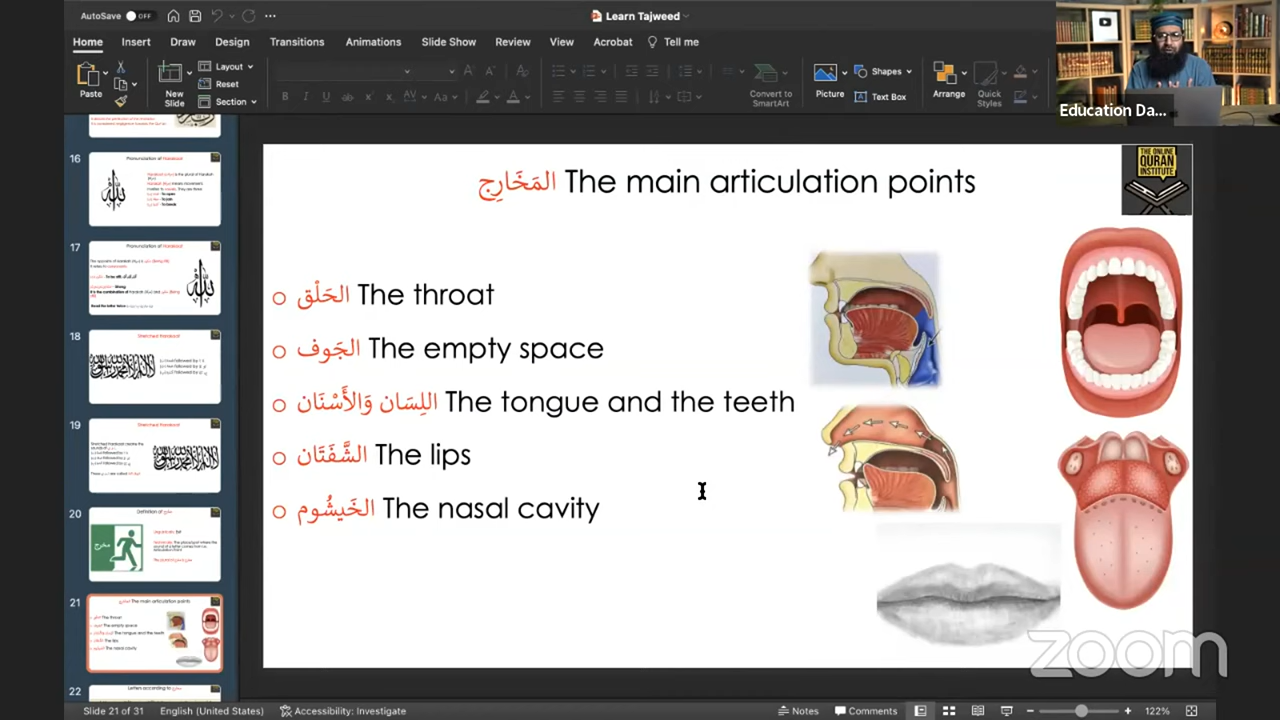 AutoSave OFF
Learn Tajweed
Home Insert Draw Design Transitions Animations Slide Show Review View Acrobat Tell me
Paste
New Slide
Layout
Reset
Section
Convert to SmartArt
Picture
Shapes
Text Box
Arrange
Quick Styles
Education Da...
16
17
18
19
20
21
22
المَخَارِج The main articulation points
THE ONLINE QURAN INSTITUTE
الحَلْق The throat
الجَوف The empty space
اللِسَان وَالأَسْنَان The tongue and the teeth
الشَّفَتَان The lips
الخَيشُوم The nasal cavity
zoom
Slide 21 of 31 English (United States) Accessibility: Investigate Notes Comments 122%